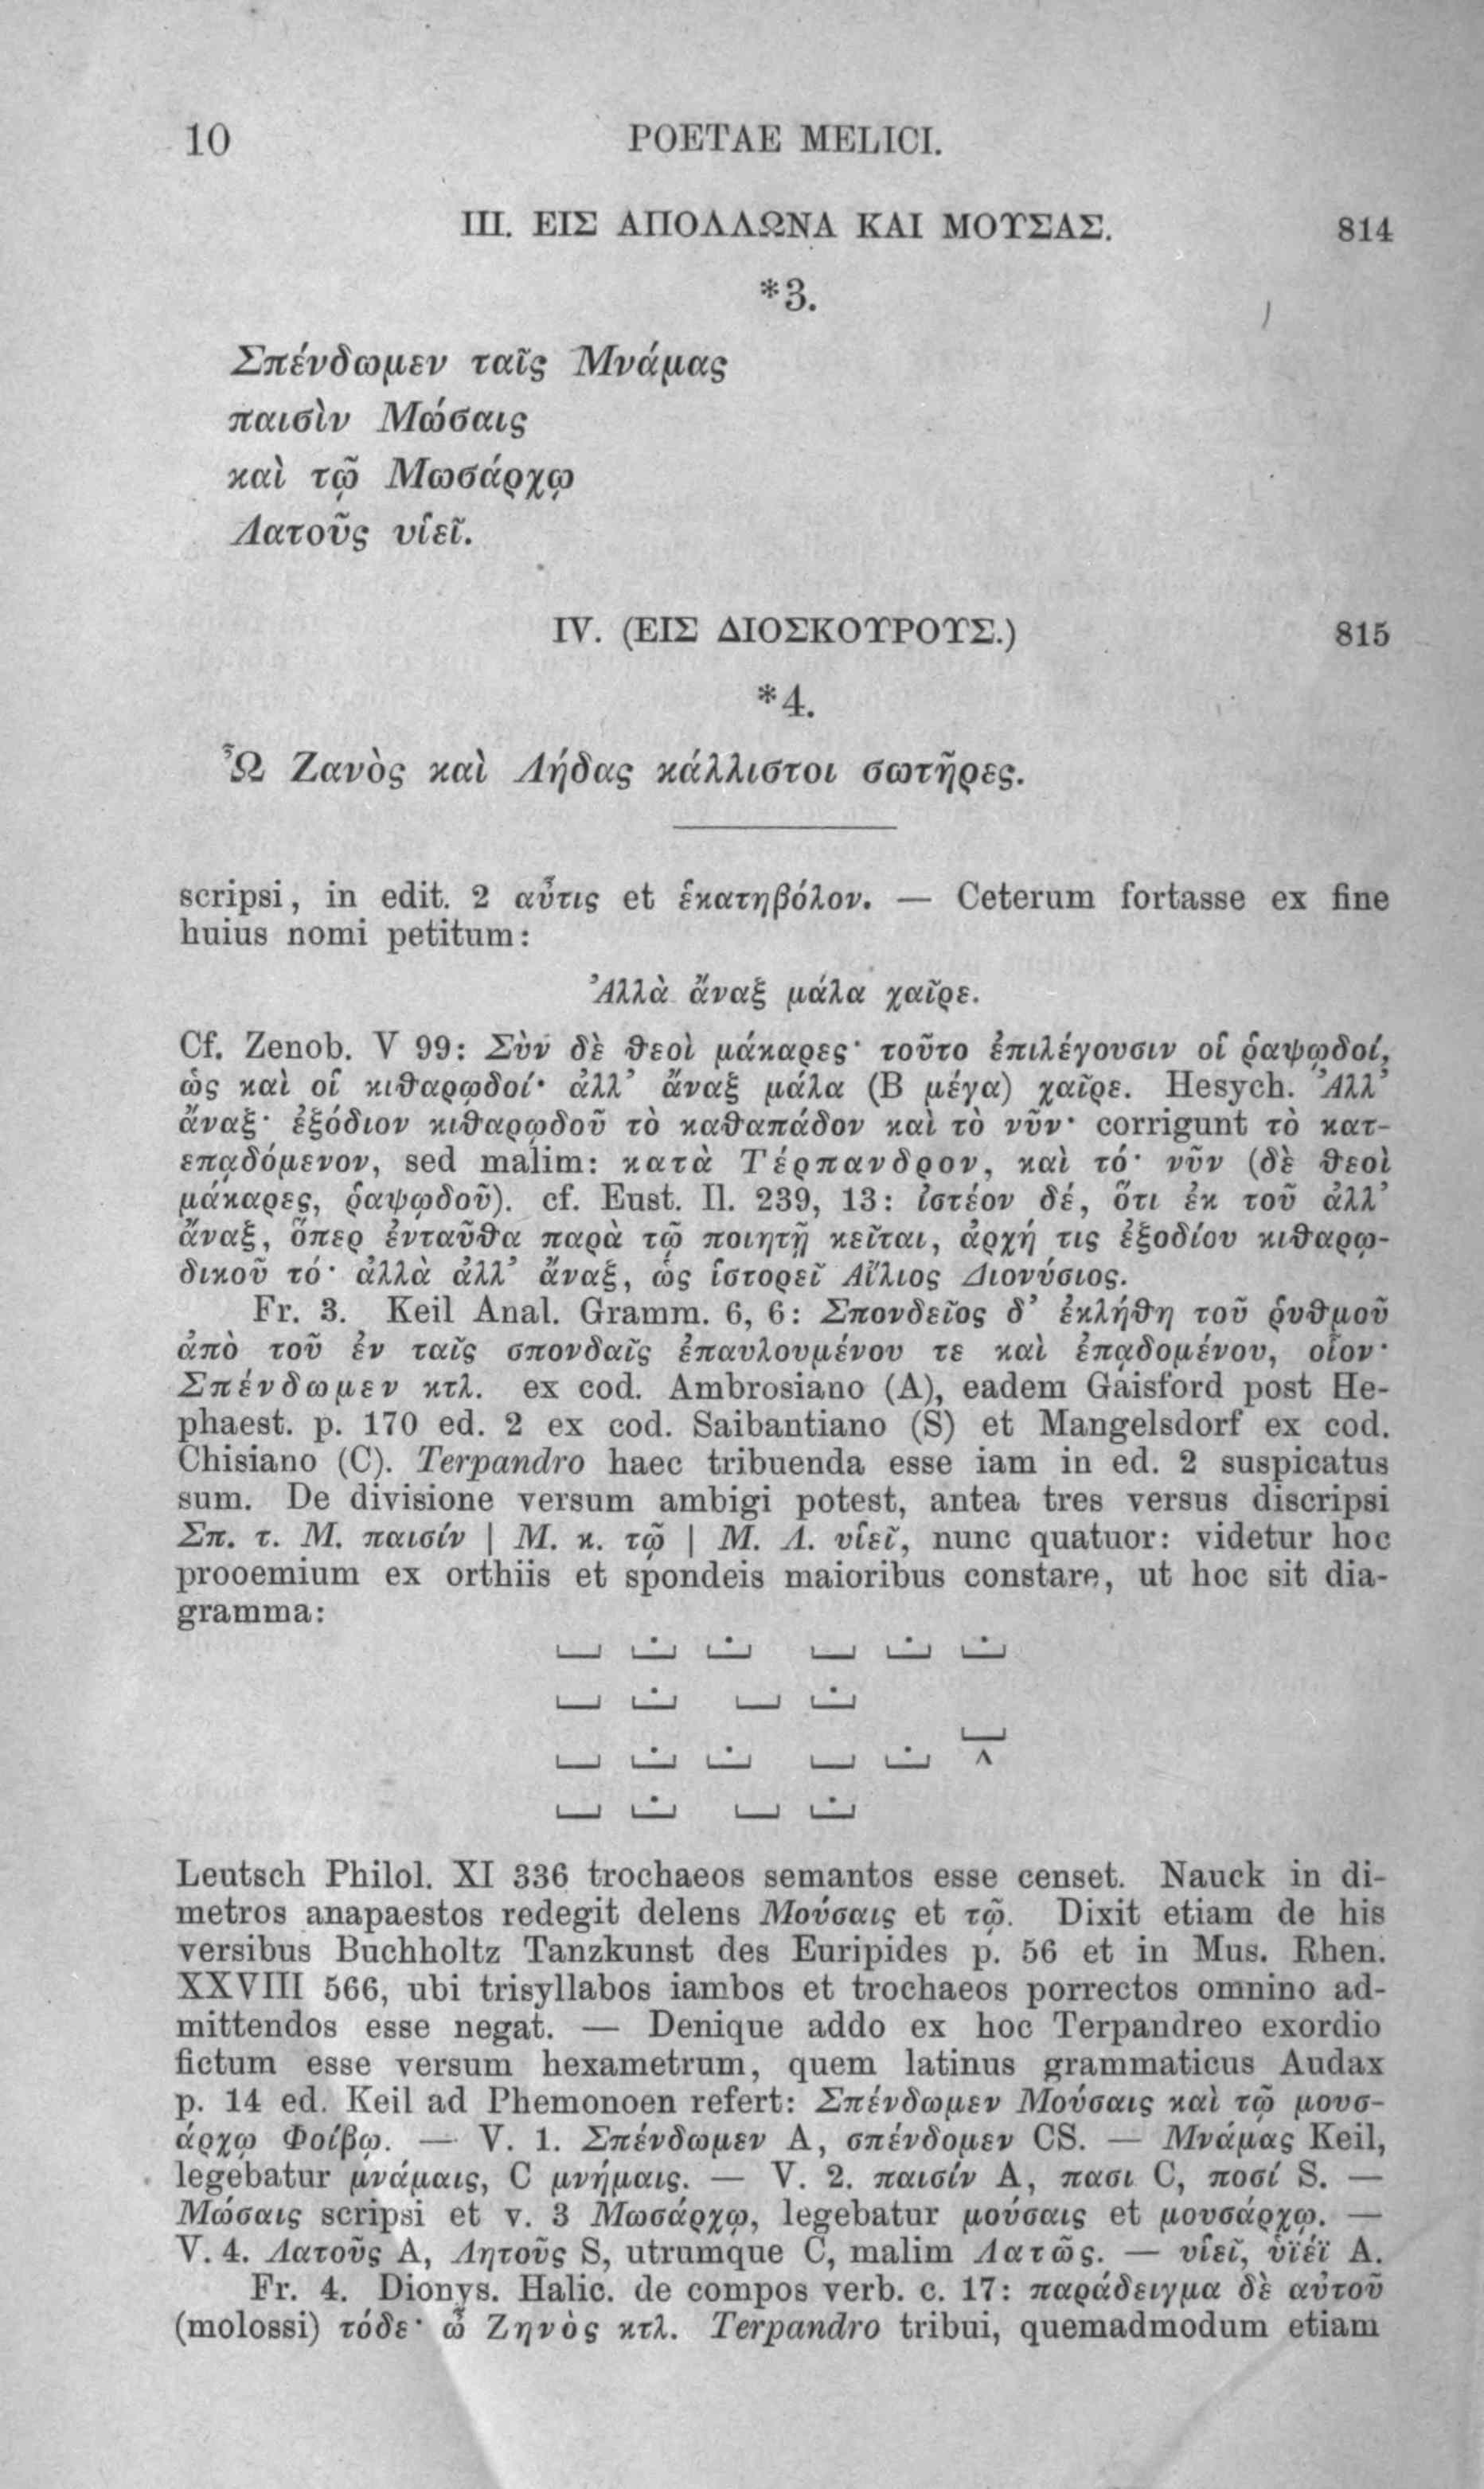 10 POETAE MELICI.
III. ΕΙΣ ΑΠΟΛΛΩΝΑ ΚΑΙ ΜΟΥΣΑΣ. 814
*3.
Σπένδωμεν ταῖς Μνάμας
παισὶν Μώσαις
καὶ τῷ Μωσάρχῳ
Λατοῦς υἱεῖ.
IV. (ΕΙΣ ΔΙΟΣΚΟΥΡΟΥΣ.) 815
*4.
Ὦ Ζανὸς καὶ Λήδας κάλλιστοι σωτῆρες.
scripsi, in edit. 2 αὖτις et ἑκατηβόλον. — Ceterum fortasse ex fine
huius nomi petitum:
Ἀλλὰ ἄναξ μάλα χαῖρε.
Cf. Zenob. V 99: Σὺν δὲ θεοὶ μάκαρες· τοῦτο ἐπιλέγουσιν οἱ ῥαψῳδοί,
ὡς καὶ οἱ κιθαρῳδοί· ἀλλ’ ἄναξ μάλα (B μέγα) χαῖρε. Hesych. Ἀλλ’
ἄναξ· ἐξόδιον κιθαρῳδοῦ τὸ καθαπάδον καὶ τὸ νῦν· corrigunt τὸ κατ-
επᾳδόμενον, sed malim: κατὰ Τέρπανδρον, καὶ τό· νῦν (δὲ θεοὶ
μάκαρες, ῥαψῳδοῦ). cf. Eust. Il. 239, 13: ἰστέον δέ, ὅτι ἐκ τοῦ ἀλλ’
ἄναξ, ὅπερ ἐνταῦθα παρὰ τῷ ποιητῇ κεῖται, ἀρχή τις ἐξοδίου κιθαρῳ-
δικοῦ τό· ἀλλὰ ἀλλ’ ἄναξ, ὡς ἱστορεῖ Αἴλιος Διονύσιος.
Fr. 3. Keil Anal. Gramm. 6, 6: Σπονδεῖος δ’ ἐκλήθη τοῦ ῥυθμοῦ
ἀπὸ τοῦ ἐν ταῖς σπονδαῖς ἐπαυλουμένου τε καὶ ἐπᾳδομένου, οἷον·
Σπένδωμεν κτλ. ex cod. Ambrosiano (A), eadem Gaisford post He-
phaest. p. 170 ed. 2 ex cod. Saibantiano (S) et Mangelsdorf ex cod.
Chisiano (C). Terpandro haec tribuenda esse iam in ed. 2 suspicatus
sum. De divisione versum ambigi potest, antea tres versus discripsi
Σπ. τ. Μ. παισίν | Μ. κ. τῷ | Μ. Λ. υἱεῖ, nunc quatuor: videtur hoc
prooemium ex orthiis et spondeis maioribus constare, ut hoc sit dia-
gramma:
Leutsch Philol. XI 336 trochaeos semantos esse censet. Nauck in di-
metros anapaestos redegit delens Μούσαις et τῷ. Dixit etiam de his
versibus Buchholtz Tanzkunst des Euripides p. 56 et in Mus. Rhen.
XXVIII 566, ubi trisyllabos iambos et trochaeos porrectos omnino ad-
mittendos esse negat. — Denique addo ex hoc Terpandreo exordio
fictum esse versum hexametrum, quem latinus grammaticus Audax
p. 14 ed. Keil ad Phemonoen refert: Σπένδωμεν Μούσαις καὶ τῷ μουσ-
άρχῳ Φοίβῳ. — V. 1. Σπένδωμεν A, σπένδομεν CS. — Μνάμας Keil,
legebatur μνάμαις, C μνήμαις. — V. 2. παισίν A, πασι C, ποσί S. —
Μώσαις scripsi et v. 3 Μωσάρχῳ, legebatur μούσαις et μουσάρχῳ. —
V. 4. Λατοῦς A, Λητοῦς S, utrumque C, malim Λατῶς. — υἱεῖ, ὑϊέϊ A.
Fr. 4. Dionys. Halic. de compos verb. c. 17: παράδειγμα δὲ αὐτοῦ
(molossi) τόδε· ὦ Ζηνὸς κτλ. Terpandro tribui, quemadmodum etiam